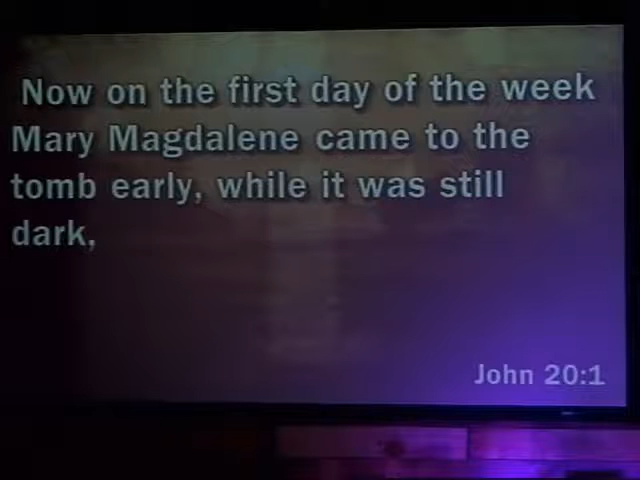 Now on the first day of the week
Mary Magdalene came to the
tomb early, while it was still
dark,
John 20:1